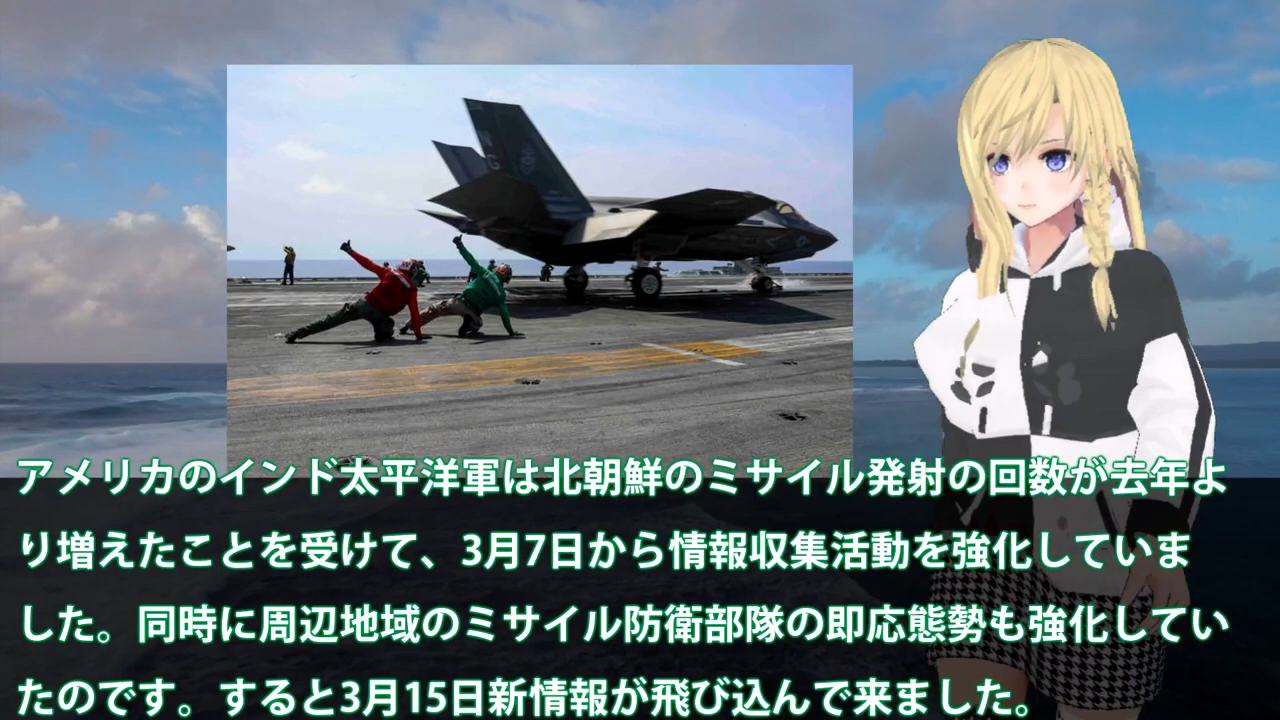 アメリカのインド太平洋軍は北朝鮮のミサイル発射の回数が去年よ
り増えたことを受けて、3月7日から情報収集活動を強化していま
した。同時に周辺地域のミサイル防衛部隊の即応態勢も強化してい
たのです。すると3月15日新情報が飛び込んで来ました。